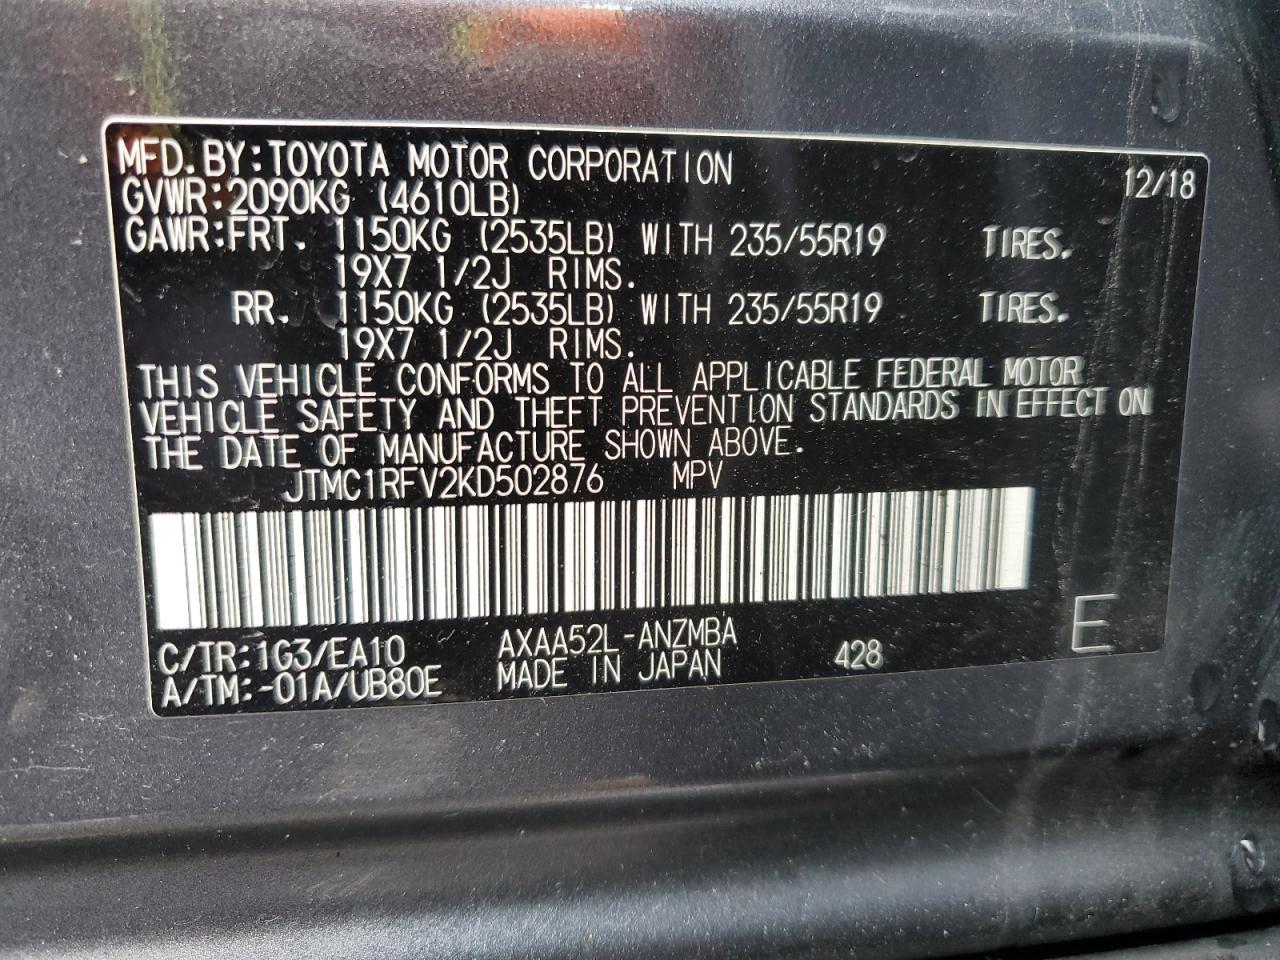 MFD.BY:TOYOTA MOTOR CORPORATION 12/18
GVWR:2090KG (4610LB)
GAWR:FRT. 1150KG (2535LB) WITH 235/55R19 TIRES.
19X7 1/2J RIMS.
RR. 1150KG (2535LB) WITH 235/55R19 TIRES.
19X7 1/2J RIMS.
THIS VEHICLE CONFORMS TO ALL APPLICABLE FEDERAL MOTOR
VEHICLE SAFETY AND THEFT PREVENTION STANDARDS IN EFFECT ON
THE DATE OF MANUFACTURE SHOWN ABOVE.
JTMC1RFV2KD502876 MPV
C/TR:1G3/EA10 AXAA52L-ANZMBA 428 E
A/TM:-01A/UB80E MADE IN JAPAN